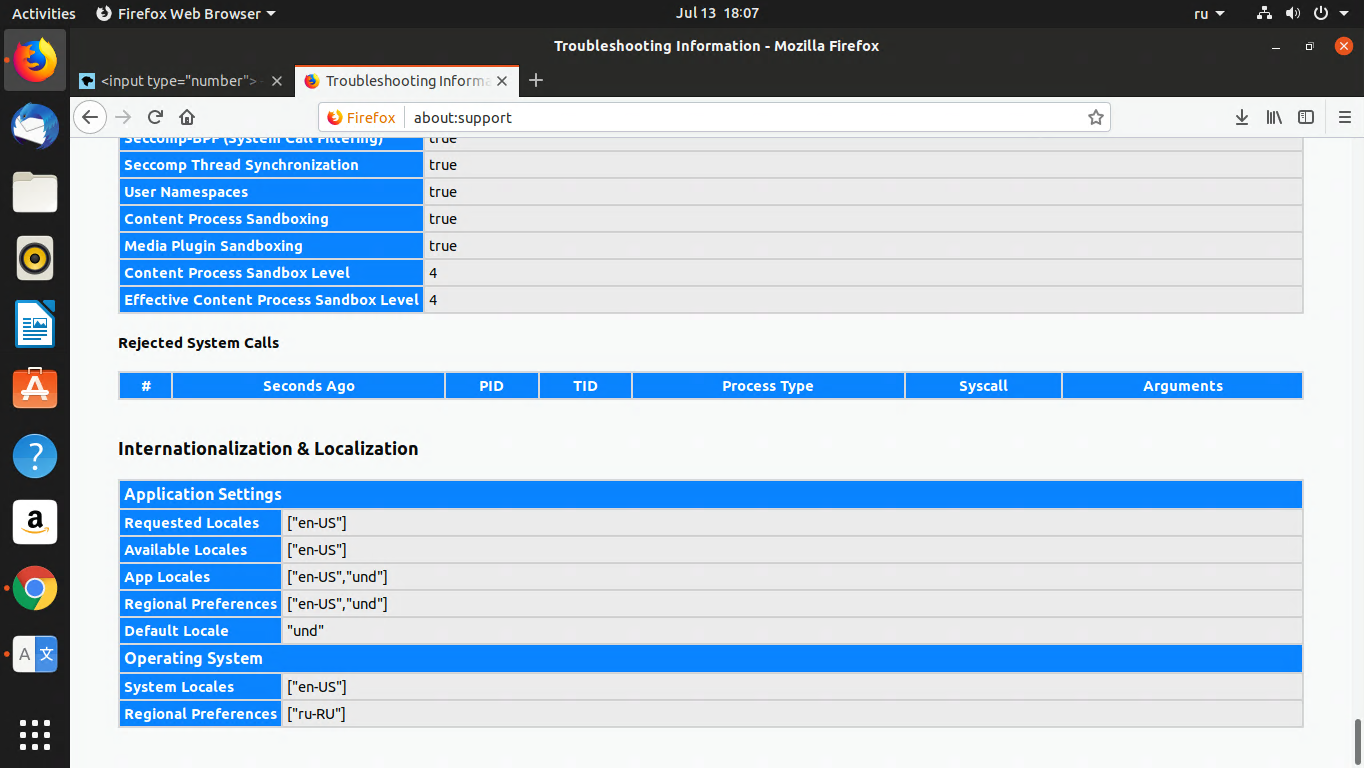 Activities Firefox Web Browser Jul 13 18:07 ru
Troubleshooting Information - Mozilla Firefox
<input type="number"> Troubleshooting Informa
Firefox about:support
Seccomp-BPF (System Call Filtering) true
Seccomp Thread Synchronization true
User Namespaces true
Content Process Sandboxing true
Media Plugin Sandboxing true
Content Process Sandbox Level 4
Effective Content Process Sandbox Level 4
Rejected System Calls
# Seconds Ago PID TID Process Type Syscall Arguments
Internationalization & Localization
Application Settings
Requested Locales ["en-US"]
Available Locales ["en-US"]
App Locales ["en-US","und"]
Regional Preferences ["en-US","und"]
Default Locale "und"
Operating System
System Locales ["en-US"]
Regional Preferences ["ru-RU"]
A 文